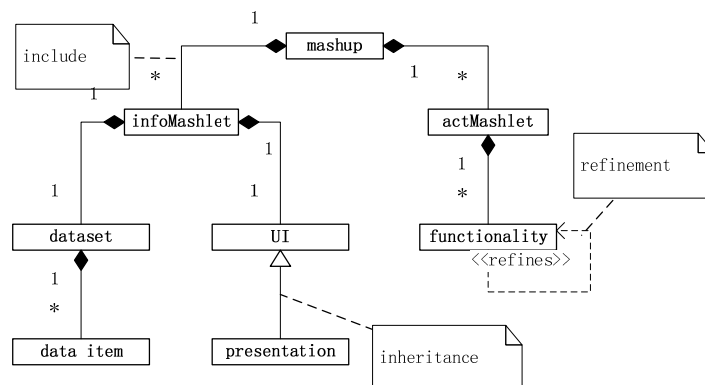 1
mashup
include
1
*
*
1
infoMashlet
actMashlet
1
1
refinement
1
1
*
dataset
UI
functionality
<<refines>>
1
*
data item
presentation
inheritance